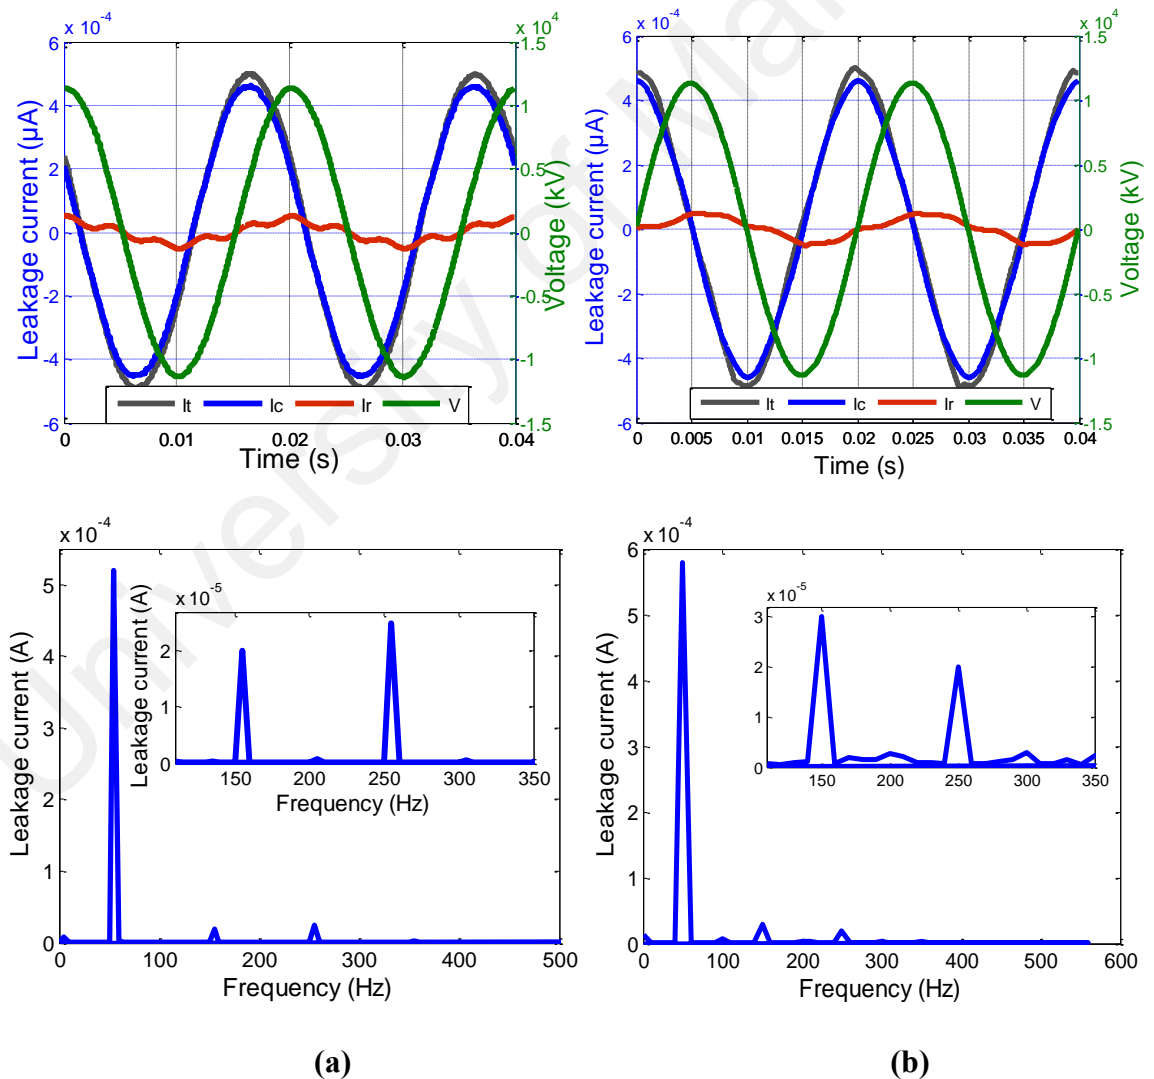 x 10-4
x 10 4
6
4
2
0
-2
-4
-6
1.5
1
0.5
0
-0.5
-1
-1.5
Leakage current (μA)
Voltage (kV)
It Ic Ir V
0 0.01 0.02 0.03 0.04
Time (s)
x 10-4
x 10 4
6
4
2
0
-2
-4
-6
1.5
1
0.5
0
-0.5
-1
-1.5
Leakage current (μA)
Voltage (kV)
It Ic Ir V
0 0.005 0.01 0.015 0.02 0.025 0.03 0.035 0.04
Time (s)
x 10-4
5
4
3
2
1
0
Leakage current (A)
x 10-5
2
1
0
Leakage current (A)
150 200 250 300 350
Frequency (Hz)
0 100 200 300 400 500
Frequency (Hz)
x 10-4
6
5
4
3
2
1
0
Leakage current (A)
x 10-5
3
2
1
0
150 200 250 300 350
0 100 200 300 400 500 600
Frequency (Hz)
(a)
(b)
University of Mala